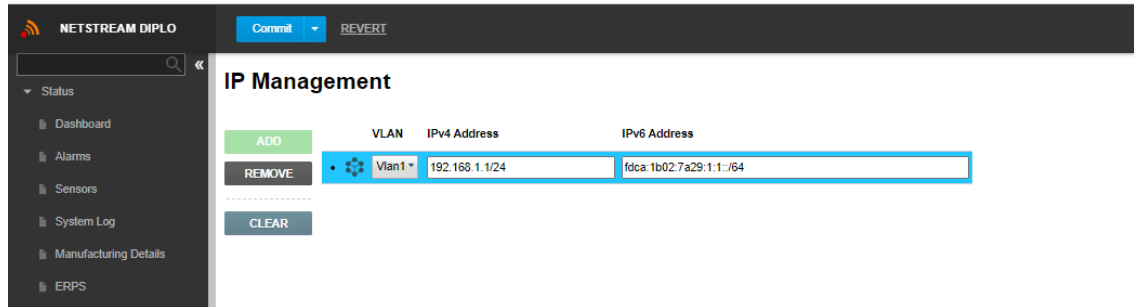 NETSTREAM DIPLO
Commit
REVERT
Status
Dashboard
Alarms
Sensors
System Log
Manufacturing Details
ERPS
IP Management
ADD
REMOVE
CLEAR
VLAN IPv4 Address IPv6 Address
Vlan1 192.168.1.1/24 fdca:1b02:7a29:1:1::/64